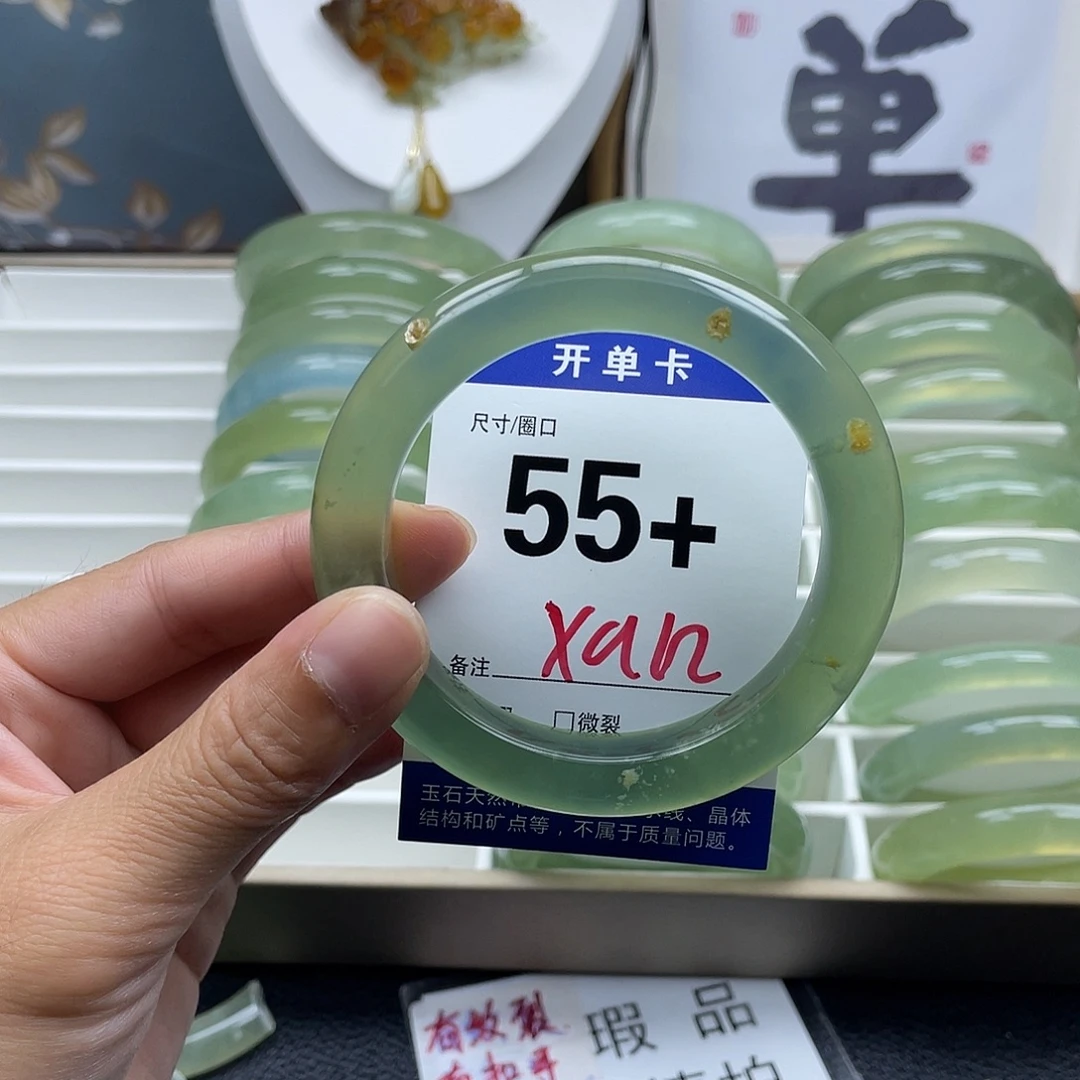 单
开单卡
尺寸/圈口
55+
备注 xan
□微裂
玉石天然 线、晶体
结构和矿点等，不属于质量问题。
有纹裂
瑕品